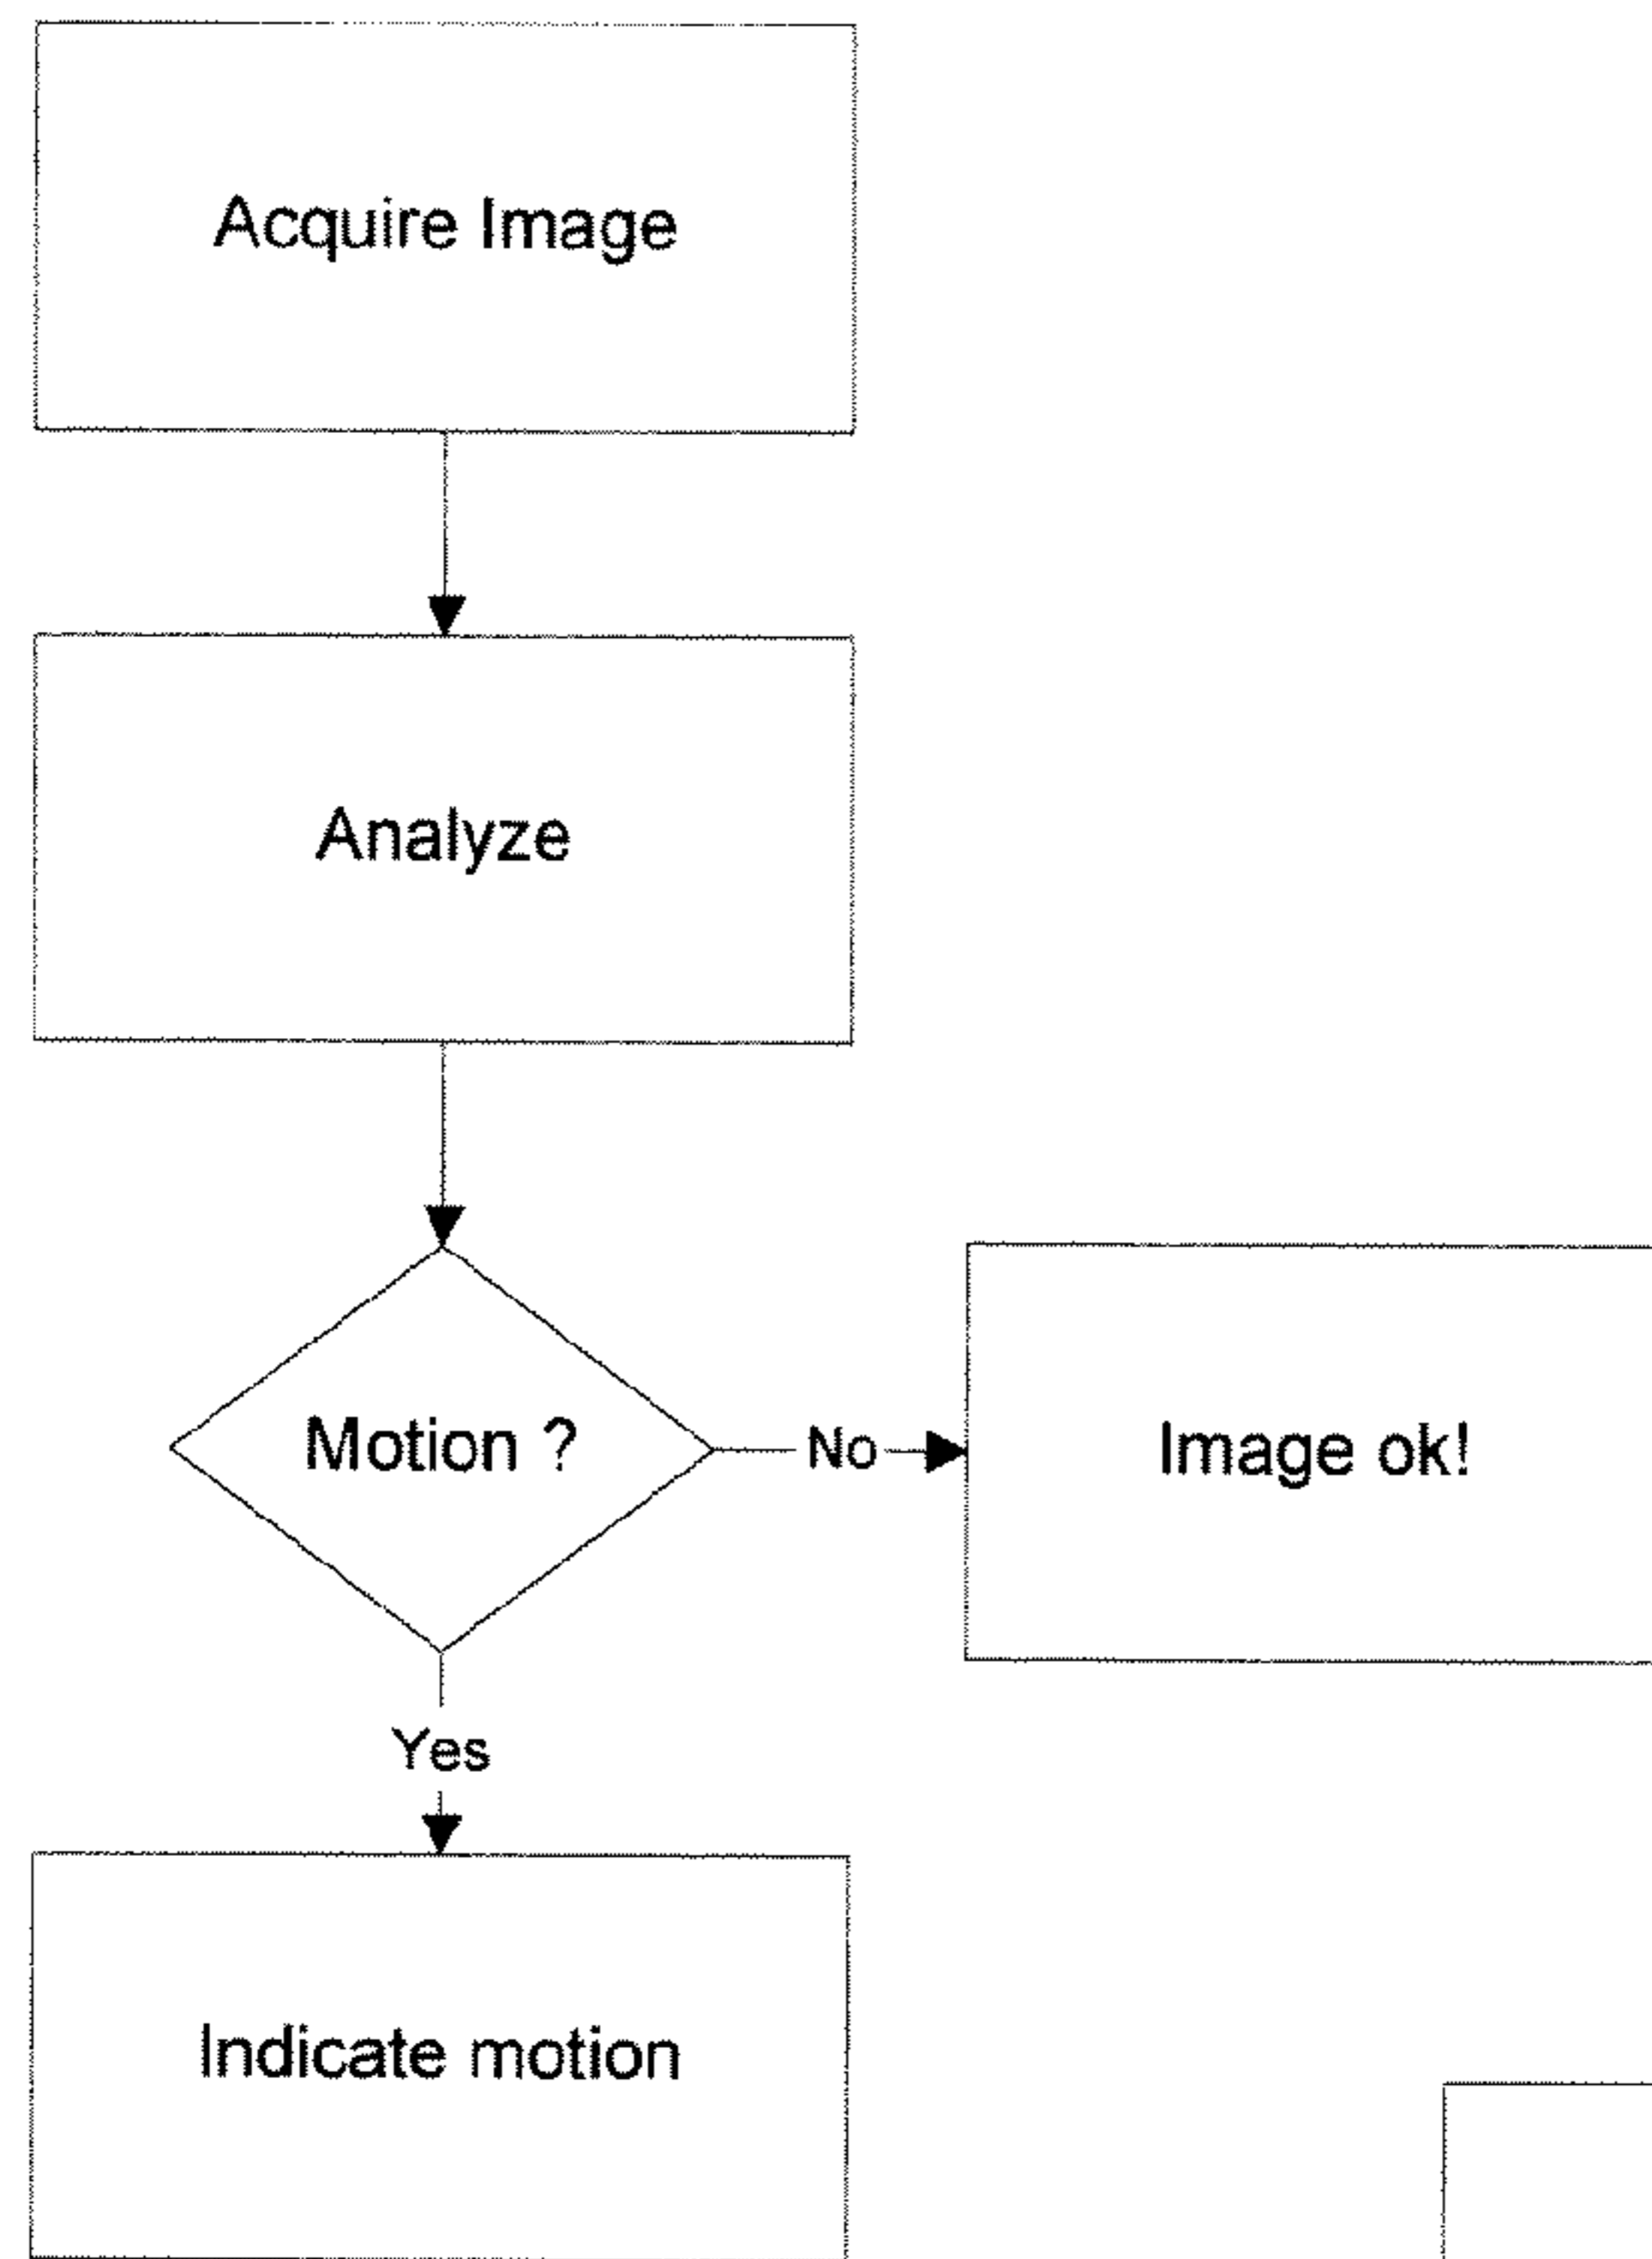 Acquire Image
Analyze
Motion ?
No
Image ok!
Yes
Indicate motion